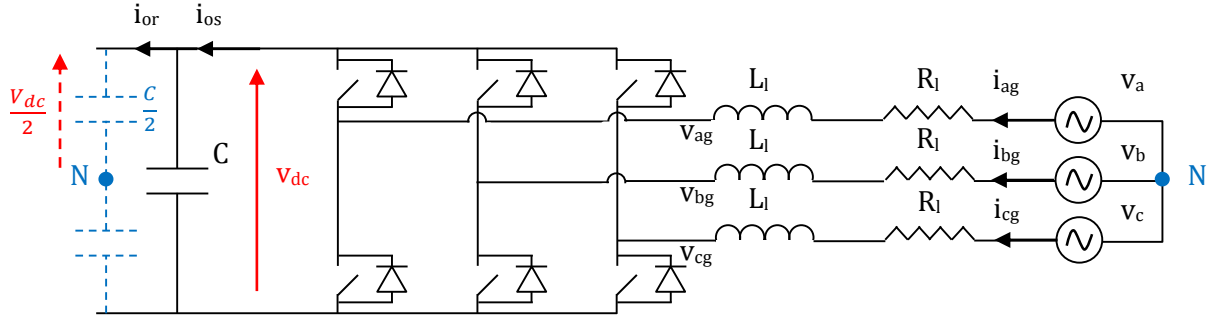 i_or
i_os
V_dc/2
C/2
N
C
v_dc
L_l
R_l
i_ag
v_a
v_ag
L_l
R_l
i_bg
v_b
N
v_bg
L_l
R_l
i_cg
v_c
v_cg